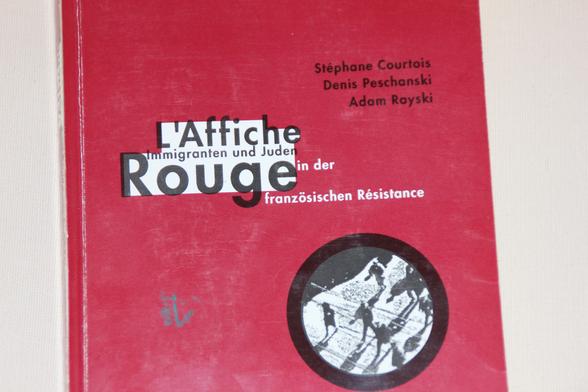 Stéphane Courtois
Denis Peschanski
Adam Rayski
L'Affiche
Immigranten und Juden
Rouge in der
französischen Résistance